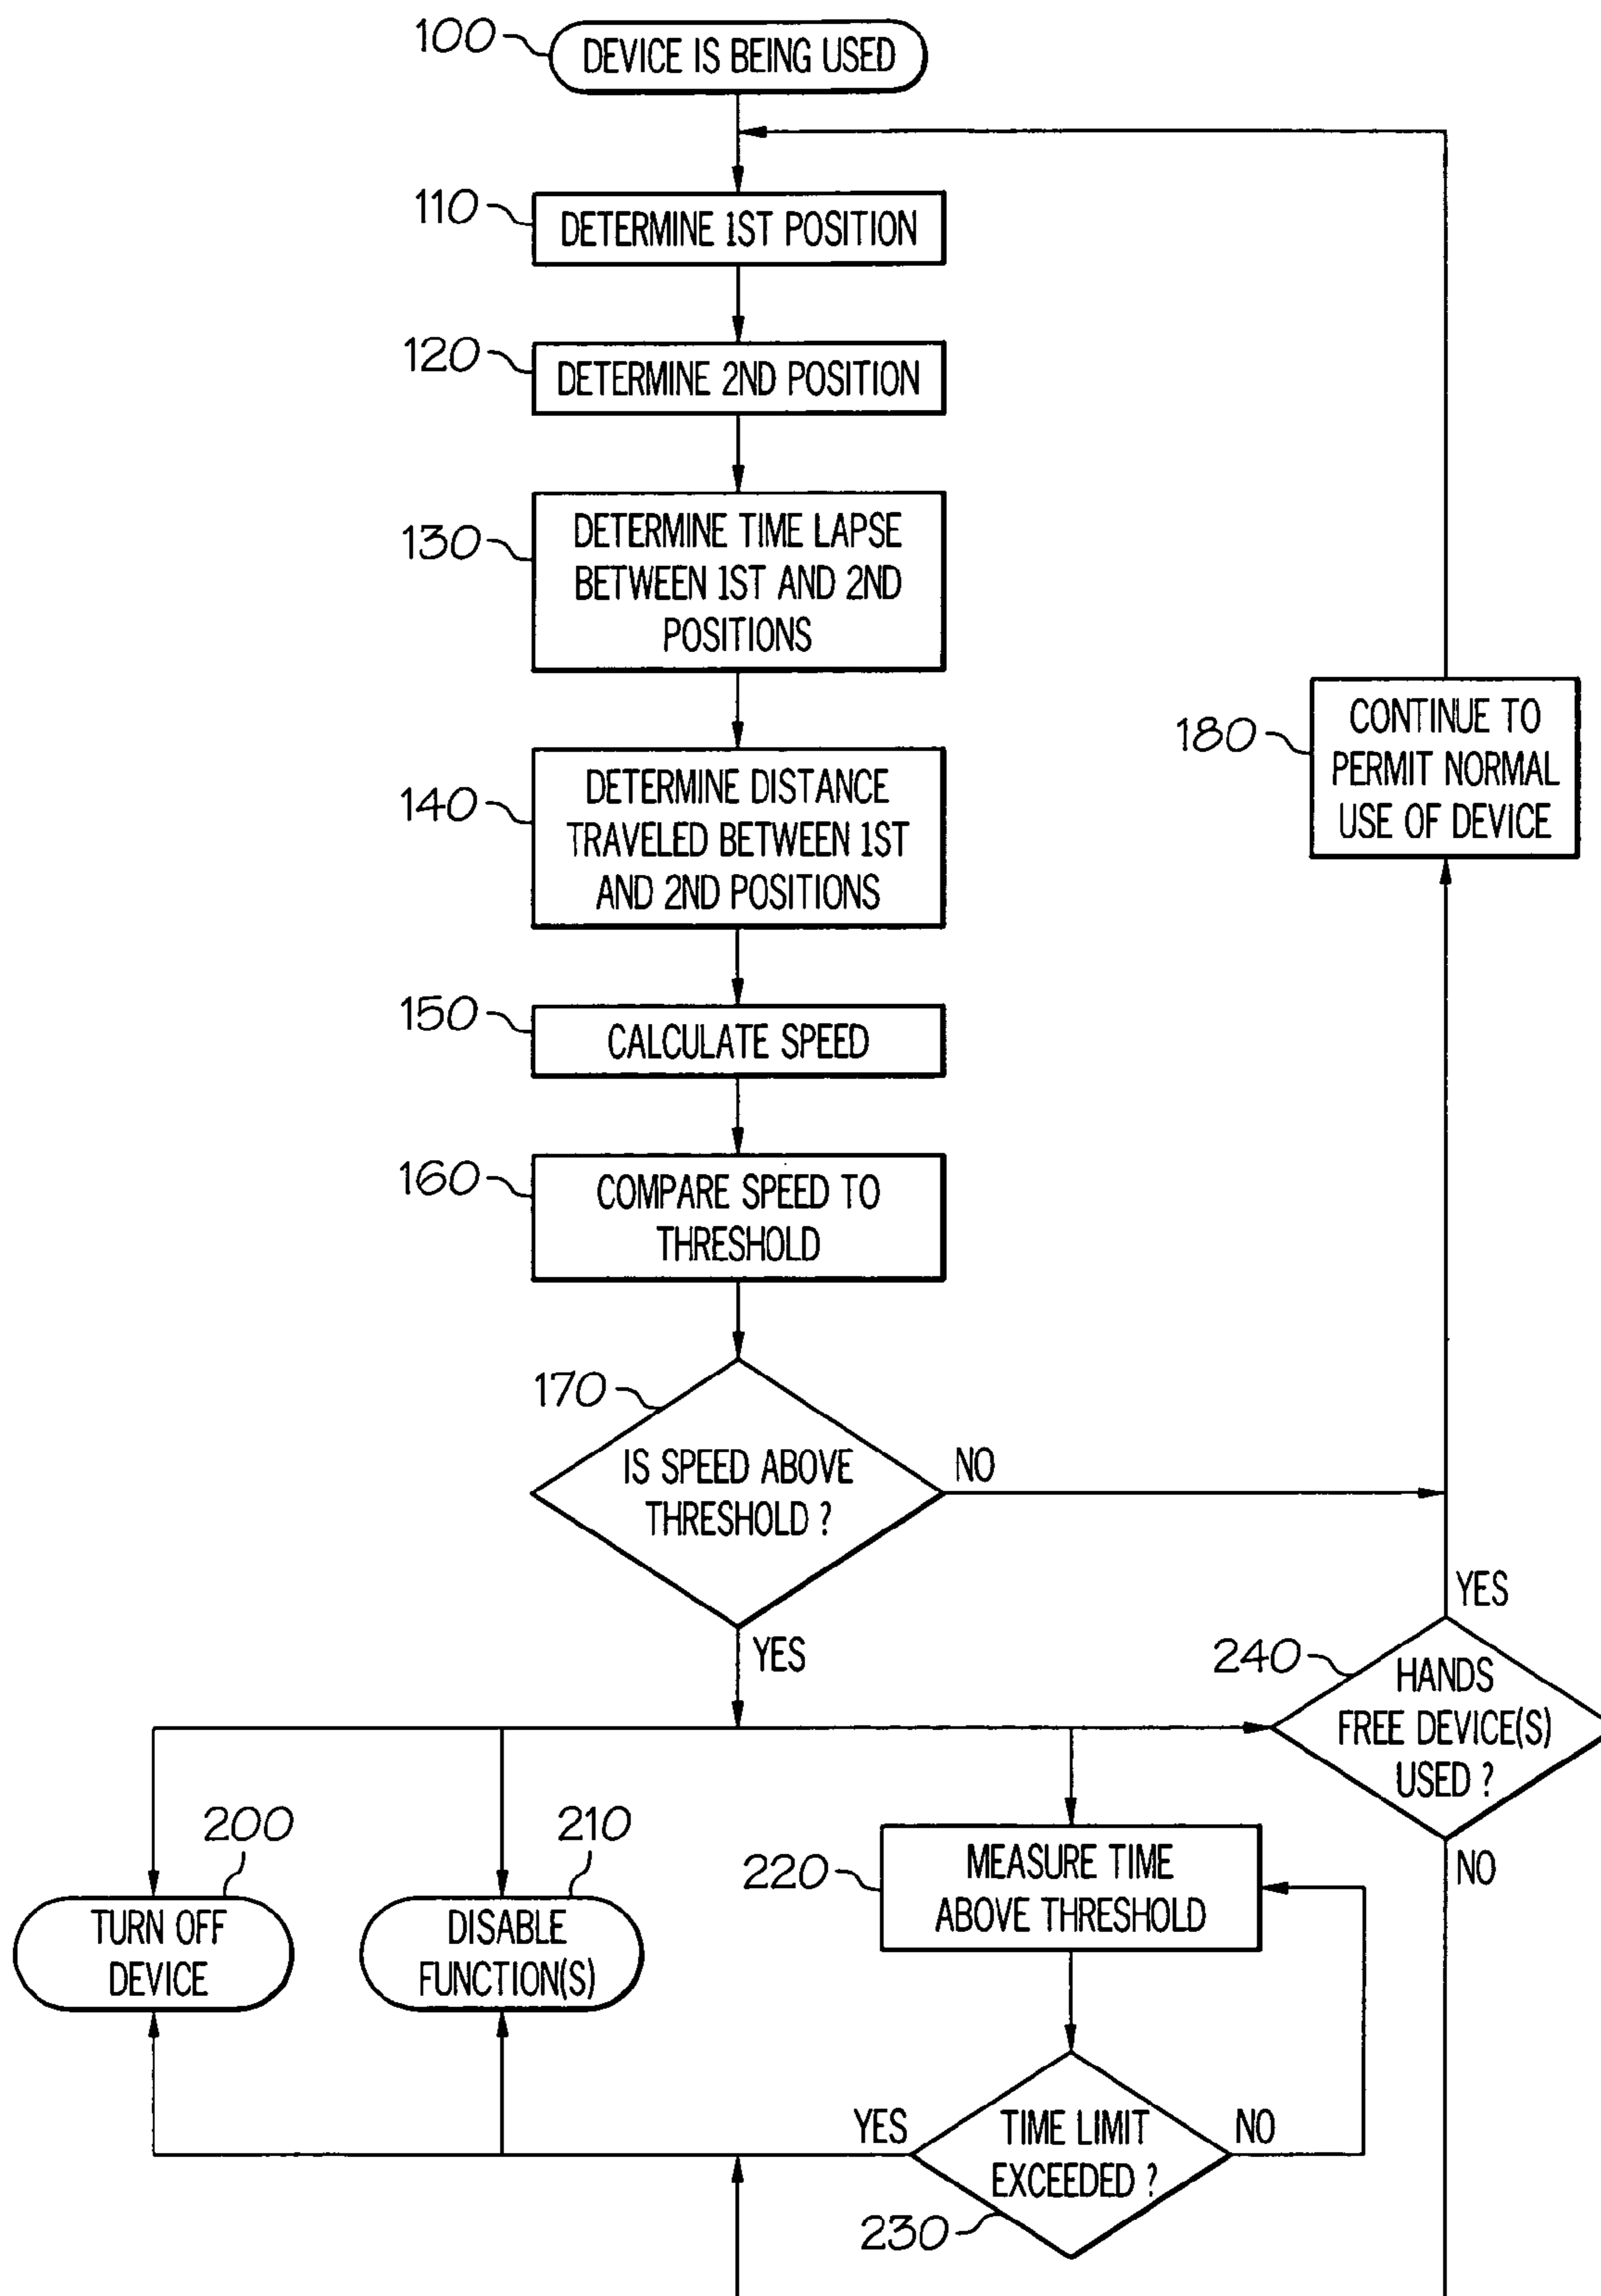 100
DEVICE IS BEING USED
110
DETERMINE 1ST POSITION
120
DETERMINE 2ND POSITION
130
DETERMINE TIME LAPSE
BETWEEN 1ST AND 2ND
POSITIONS
140
DETERMINE DISTANCE
TRAVELED BETWEEN 1ST
AND 2ND POSITIONS
180
CONTINUE TO
PERMIT NORMAL
USE OF DEVICE
150
CALCULATE SPEED
160
COMPARE SPEED TO
THRESHOLD
170
IS SPEED ABOVE
THRESHOLD ?
NO
YES
YES
240
HANDS
FREE DEVICE(S)
USED ?
NO
200
TURN OFF
DEVICE
210
DISABLE
FUNCTION(S)
220
MEASURE TIME
ABOVE THRESHOLD
YES
TIME LIMIT
EXCEEDED ?
NO
230